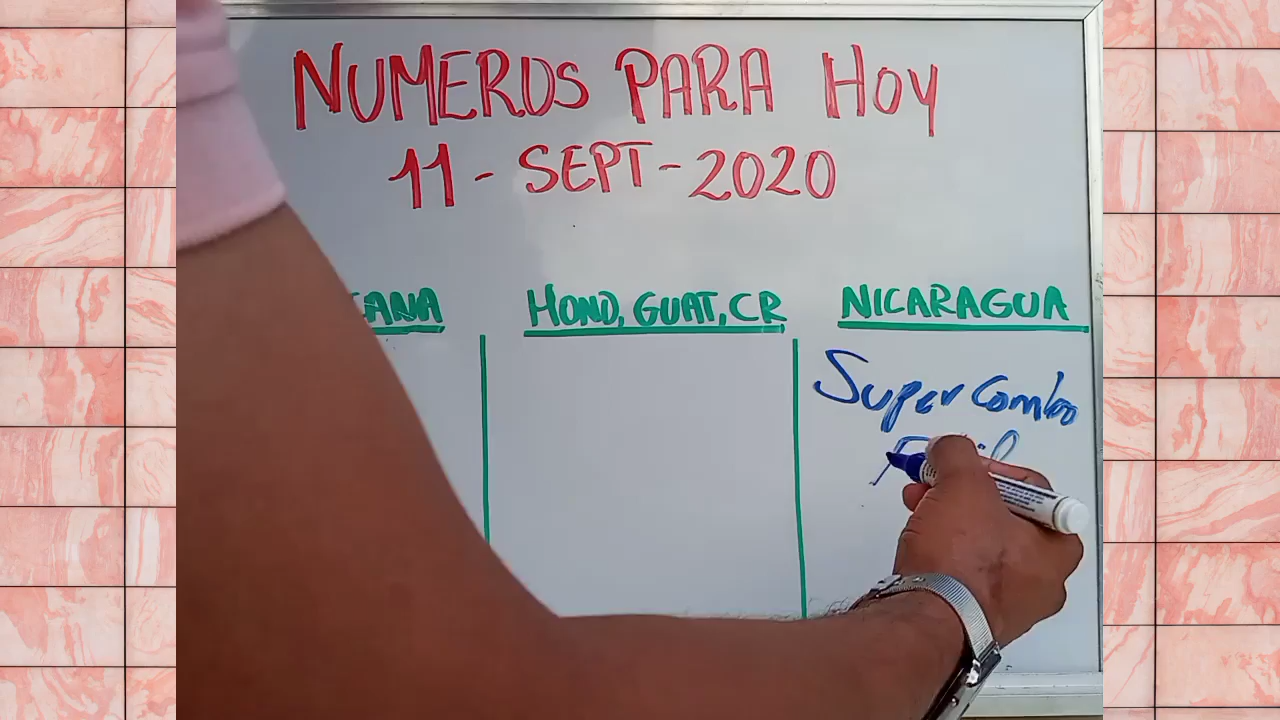 NUMEROS PARA HOY
11 - SEPT - 2020
HOND, GUAT, CR
NICARAGUA
Super Combo